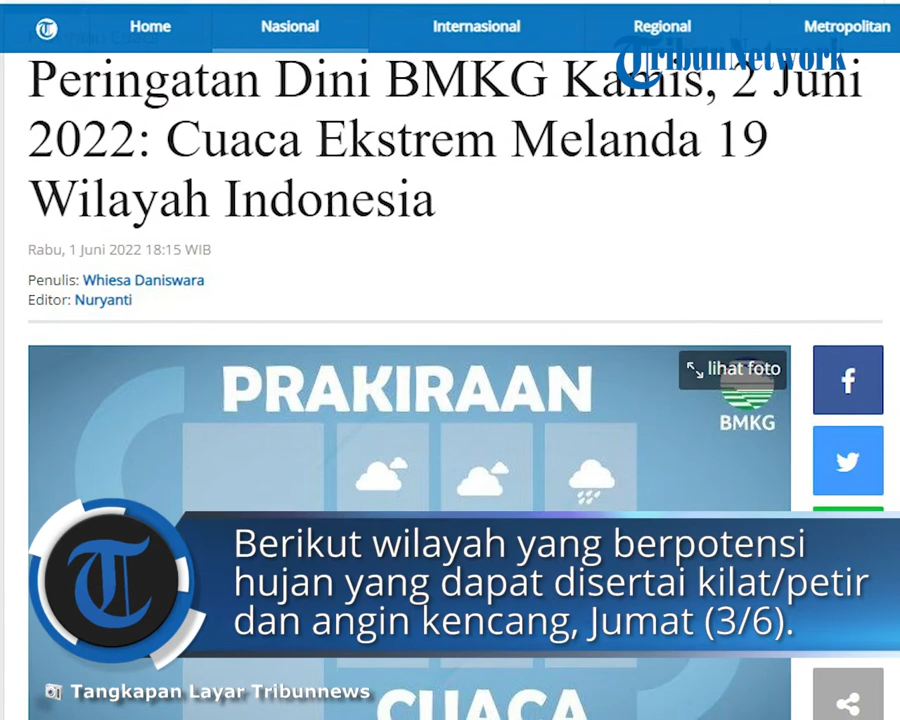 Home Nasional Internasional Regional Metropolitan
TribunNetwork
Peringatan Dini BMKG Kamis, 2 Juni
2022: Cuaca Ekstrem Melanda 19
Wilayah Indonesia
Rabu, 1 Juni 2022 18:15 WIB
Penulis: Whiesa Daniswara
Editor: Nuryanti
lihat foto
PRAKIRAAN
BMKG
Berikut wilayah yang berpotensi
hujan yang dapat disertai kilat/petir
dan angin kencang, Jumat (3/6).
Tangkapan Layar Tribunnews
CUACA